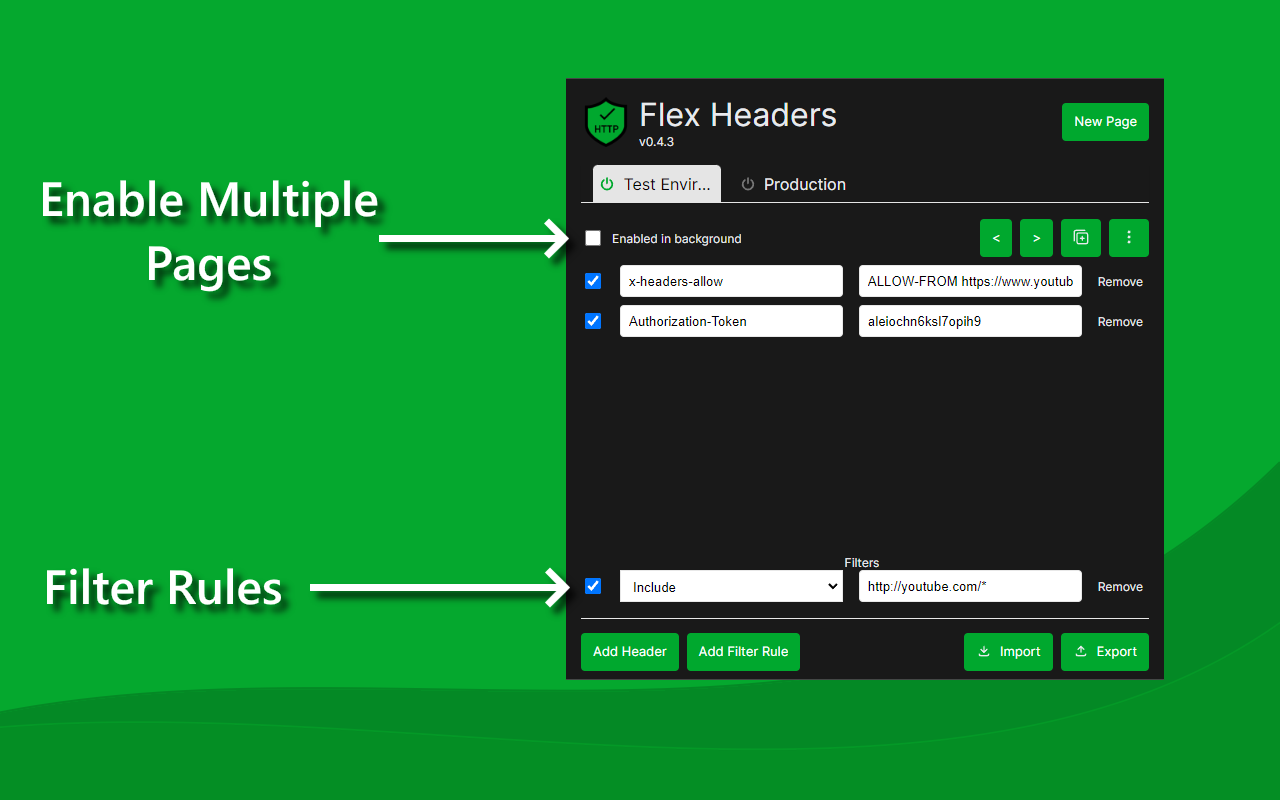 Flex Headers
HTTP
v0.4.3
New Page
Test Envir...
Production
Enable Multiple
Pages
Enabled in background
<
>
x-headers-allow
ALLOW-FROM https://www.youtub
Remove
Authorization-Token
aleiochn6ksl7opih9
Remove
Filters
Filter Rules
Include
http://youtube.com/*
Remove
Add Header
Add Filter Rule
Import
Export